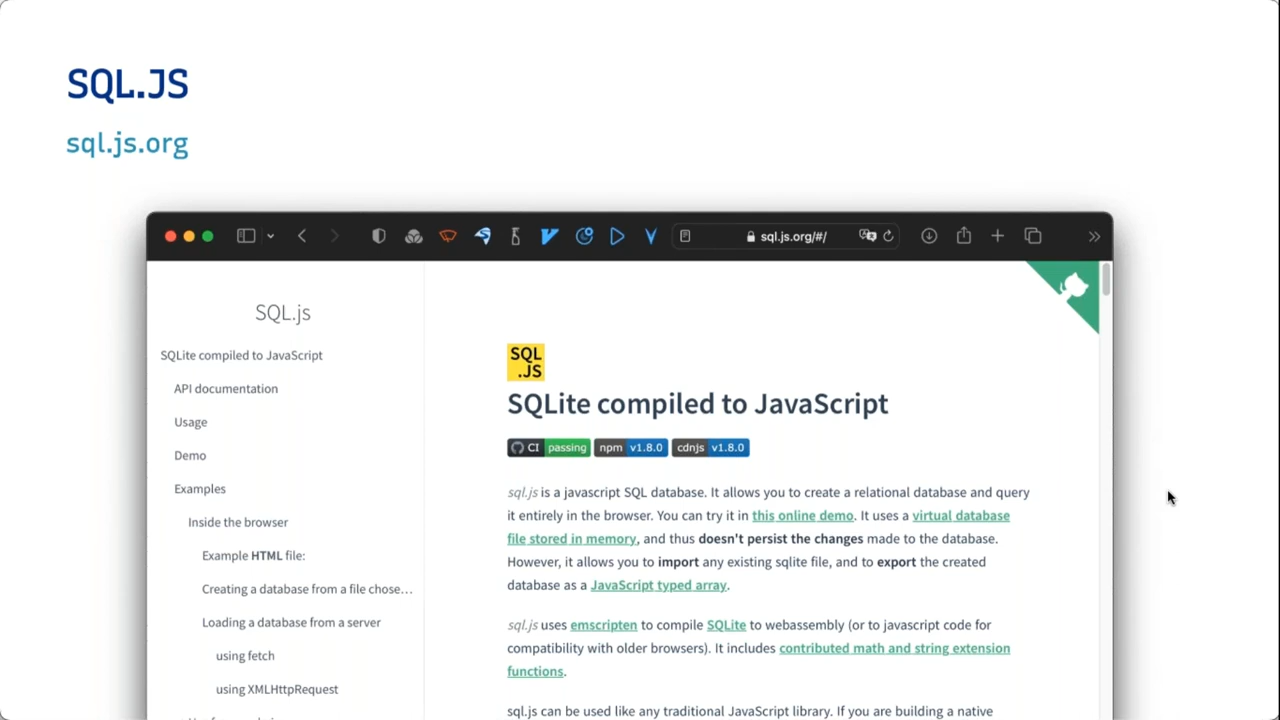 SQL.JS
sql.js.org
sql.js.org/#/
SQL.js
SQLite compiled to JavaScript
API documentation
Usage
Demo
Examples
Inside the browser
Example HTML file:
Creating a database from a file chose…
Loading a database from a server
using fetch
using XMLHttpRequest
SQL
.JS
SQLite compiled to JavaScript
CI passing npm v1.8.0 cdnjs v1.8.0
sql.js is a javascript SQL database. It allows you to create a relational database and query
it entirely in the browser. You can try it in this online demo. It uses a virtual database
file stored in memory, and thus doesn't persist the changes made to the database.
However, it allows you to import any existing sqlite file, and to export the created
database as a JavaScript typed array.
sql.js uses emscripten to compile SQLite to webassembly (or to javascript code for
compatibility with older browsers). It includes contributed math and string extension
functions.
sql.js can be used like any traditional JavaScript library. If you are building a native